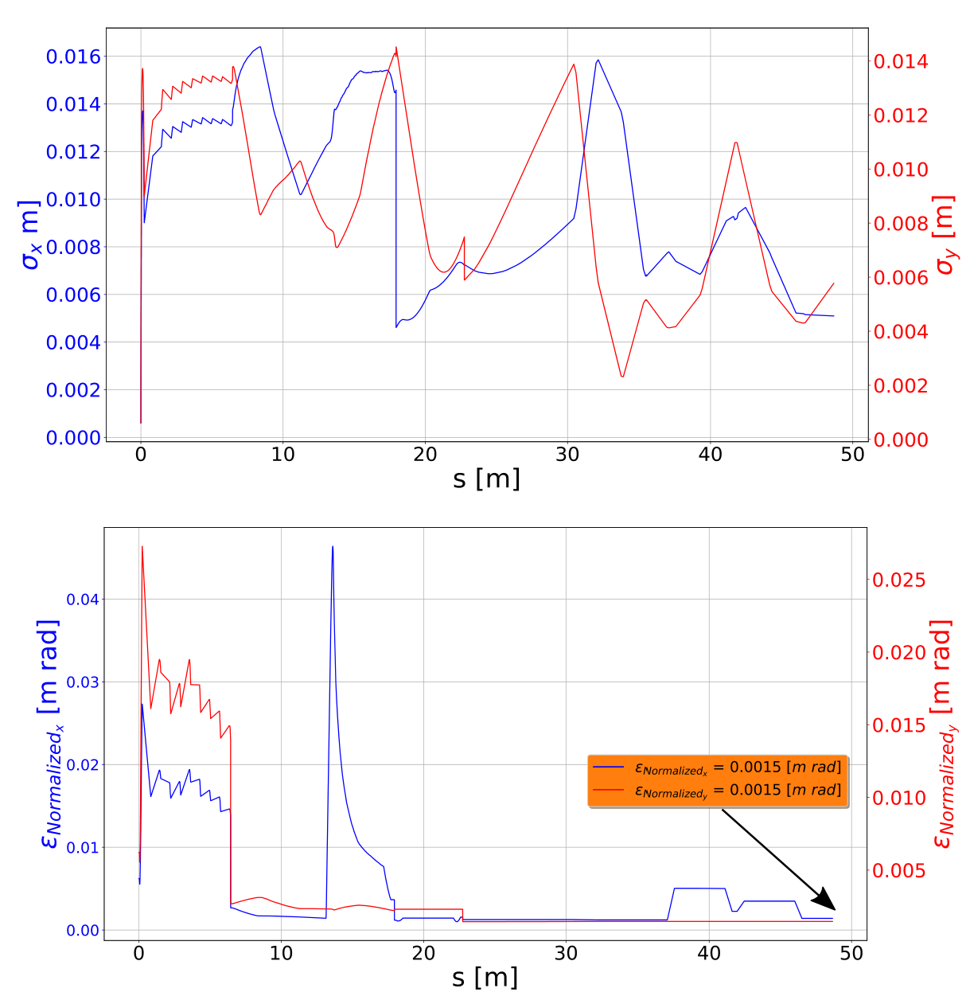 0.016
0.014
0.012
0.010
0.008
0.006
0.004
0.002
0.000
σx m]
0.014
0.012
0.010
0.008
0.006
0.004
0.002
0.000
σy [m]
0 10 20 30 40 50
s [m]
0.04
0.03
0.02
0.01
0.00
εNormalizedx [m rad]
0.025
0.020
0.015
0.010
0.005
εNormalizedy [m rad]
εNormalizedx = 0.0015 [m rad]
εNormalizedy = 0.0015 [m rad]
0 10 20 30 40 50
s [m]